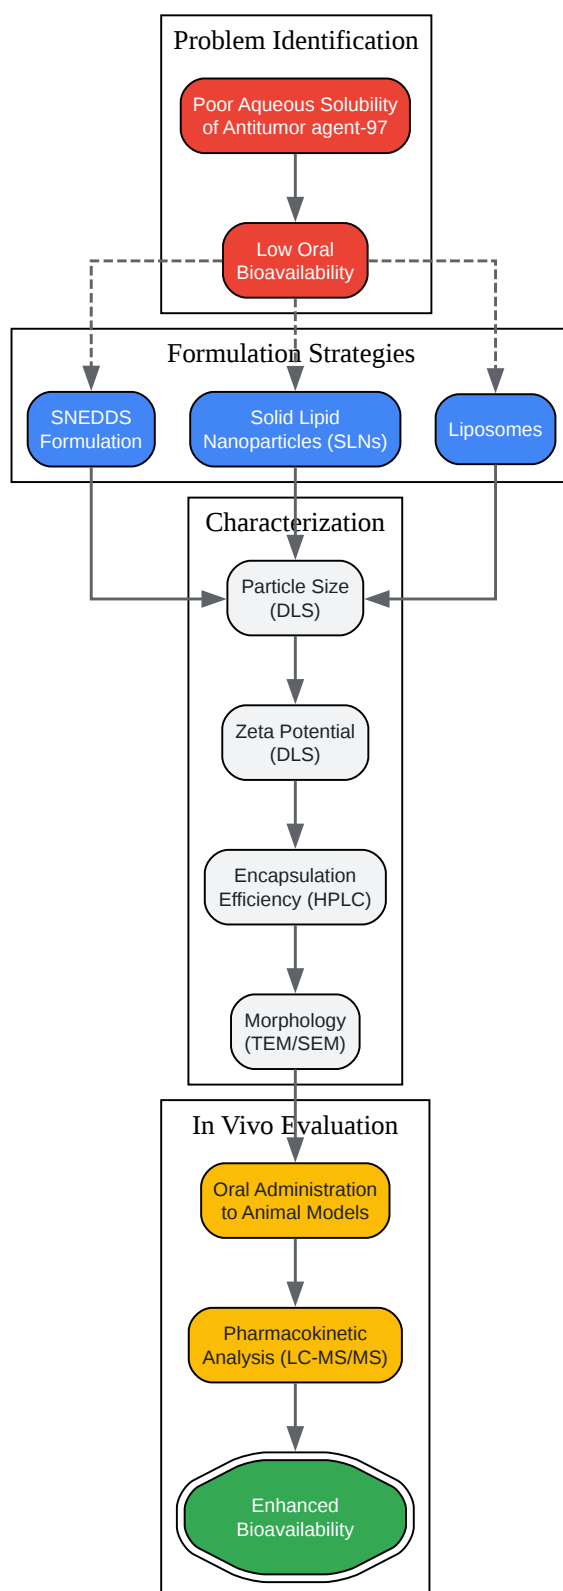 Problem Identification
Poor Aqueous Solubility
of Antitumor agent-97
Low Oral
Bioavailability
Formulation Strategies
SNEDDS
Formulation
Solid Lipid
Nanoparticles (SLNs)
Liposomes
Characterization
Particle Size
(DLS)
Zeta Potential
(DLS)
Encapsulation
Efficiency (HPLC)
Morphology
(TEM/SEM)
In Vivo Evaluation
Oral Administration
to Animal Models
Pharmacokinetic
Analysis (LC-MS/MS)
Enhanced
Bioavailability